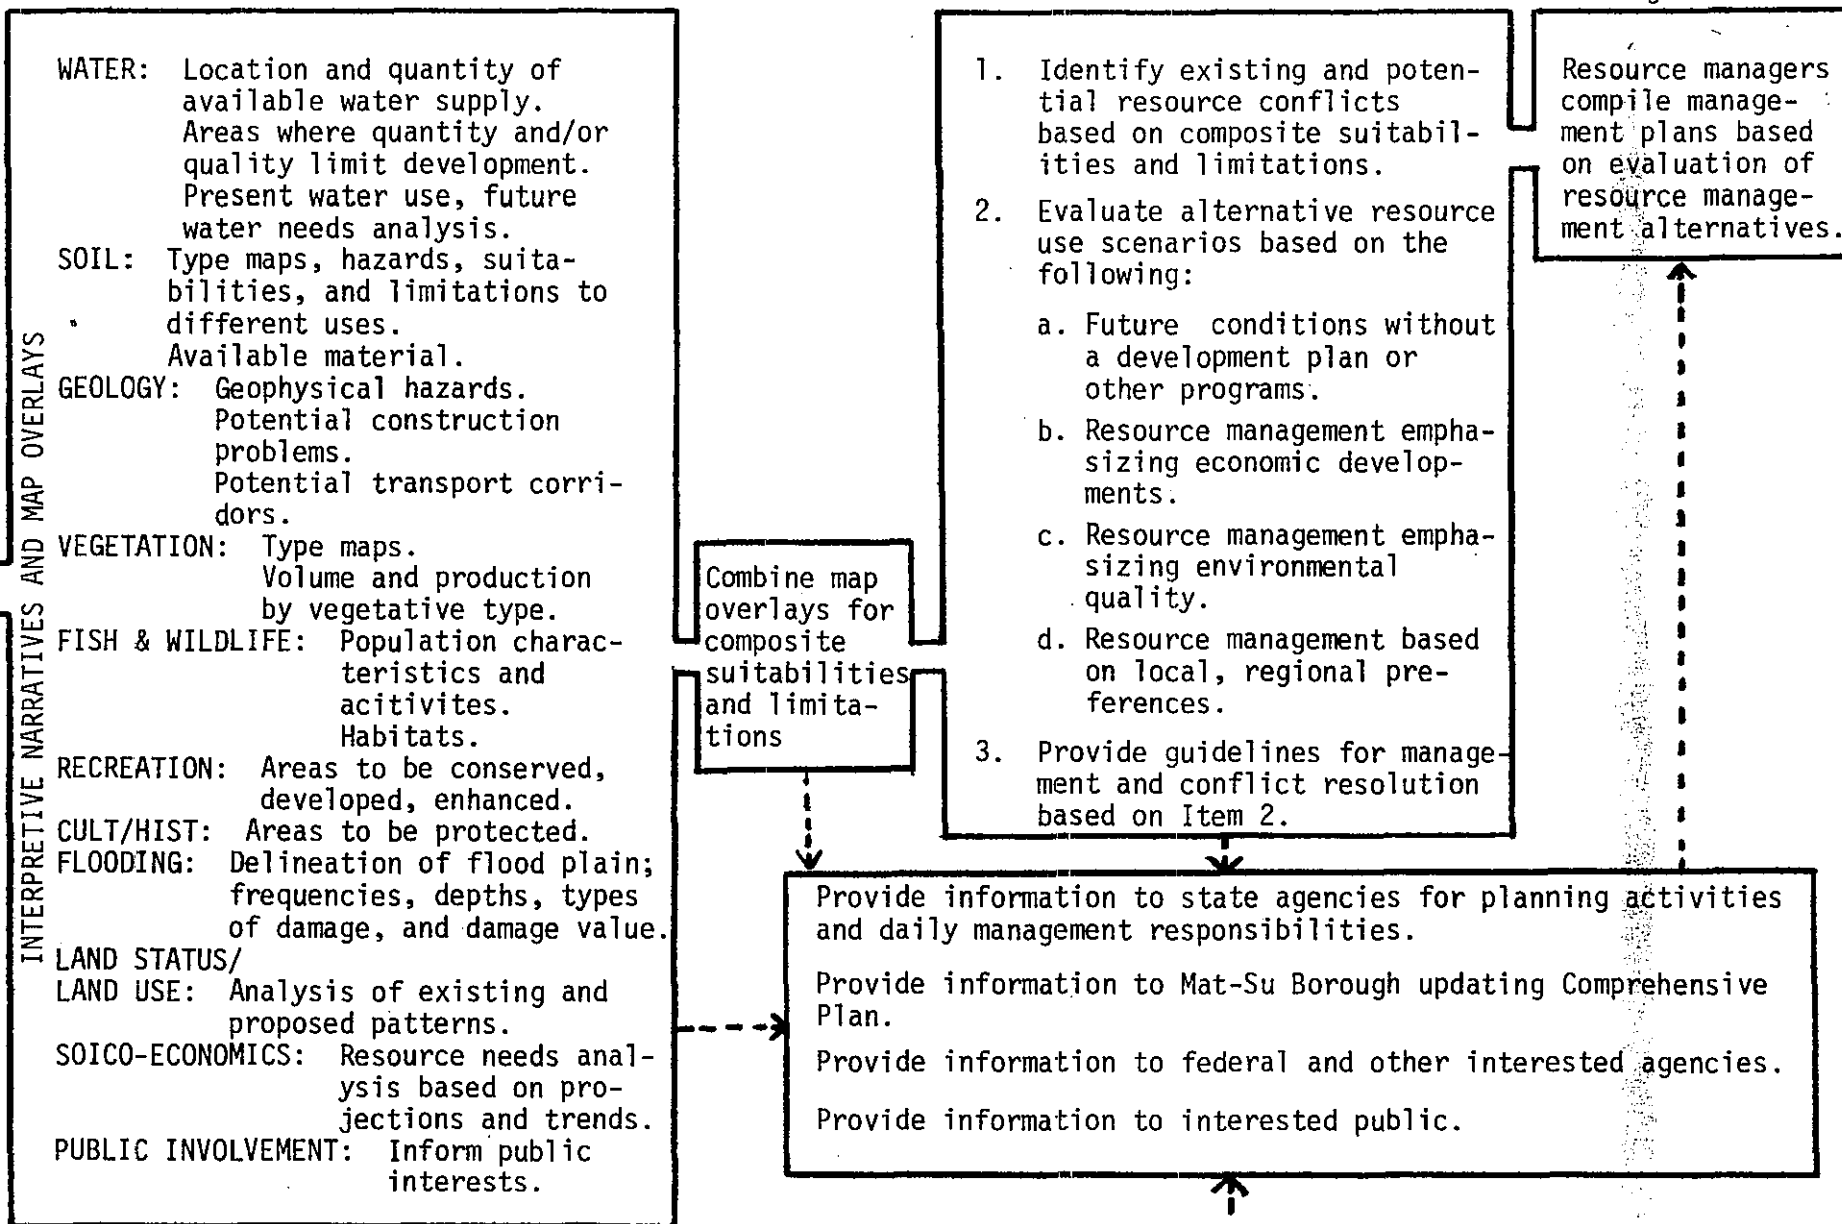 INTERPRETIVE NARRATIVES AND MAP OVERLAYS
WATER: Location and quantity of
available water supply.
Areas where quantity and/or
quality limit development.
Present water use, future
water needs analysis.
SOIL: Type maps, hazards, suita-
bilities, and limitations to
different uses.
Available material.
GEOLOGY: Geophysical hazards.
Potential construction
problems.
Potential transport corri-
dors.
VEGETATION: Type maps.
Volume and production
by vegetative type.
FISH & WILDLIFE: Population charac-
teristics and
acitivites.
Habitats.
RECREATION: Areas to be conserved,
developed, enhanced.
CULT/HIST: Areas to be protected.
FLOODING: Delineation of flood plain;
frequencies, depths, types
of damage, and damage value.
LAND STATUS/
LAND USE: Analysis of existing and
proposed patterns.
SOICO-ECONOMICS: Resource needs anal-
ysis based on pro-
jections and trends.
PUBLIC INVOLVEMENT: Inform public
interests.
Combine map
overlays for
composite
suitabilities
and limita-
tions
1. Identify existing and poten-
tial resource conflicts
based on composite suitabil-
ities and limitations.
2. Evaluate alternative resource
use scenarios based on the
following:
a. Future conditions without
a development plan or
other programs.
b. Resource management empha-
sizing economic develop-
ments.
c. Resource management empha-
sizing environmental
quality.
d. Resource management based
on local, regional pre-
ferences.
3. Provide guidelines for manage-
ment and conflict resolution
based on Item 2.
Resource managers
compile manage-
ment plans based
on evaluation of
resource manage-
ment alternatives.
Provide information to state agencies for planning activities
and daily management responsibilities.
Provide information to Mat-Su Borough updating Comprehensive
Plan.
Provide information to federal and other interested agencies.
Provide information to interested public.